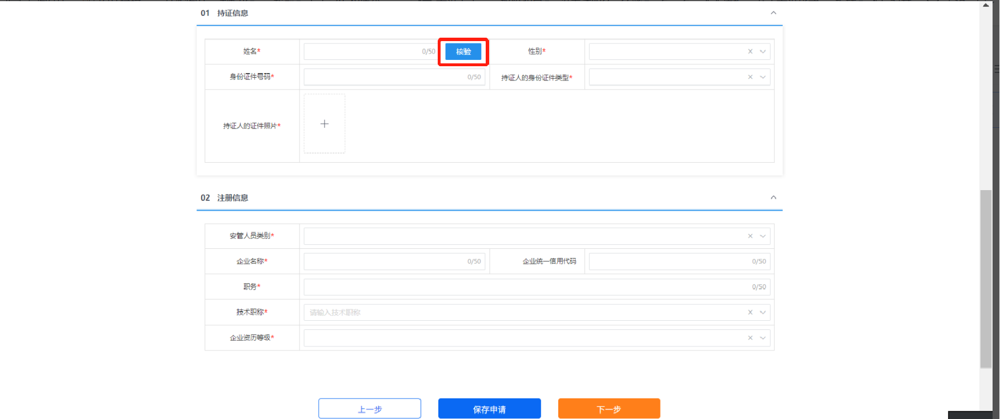 01 持证信息
姓名* 0/50 核验 性别*
身份证件号码* 0/50 持证人的身份证件类型*
持证人的证件照片*
02 注册信息
安管人员类别*
企业名称* 0/50 企业统一信用代码 0/50
职务* 0/50
技术职称* 请输入技术职称
企业资历等级*
上一步 保存申请 下一步